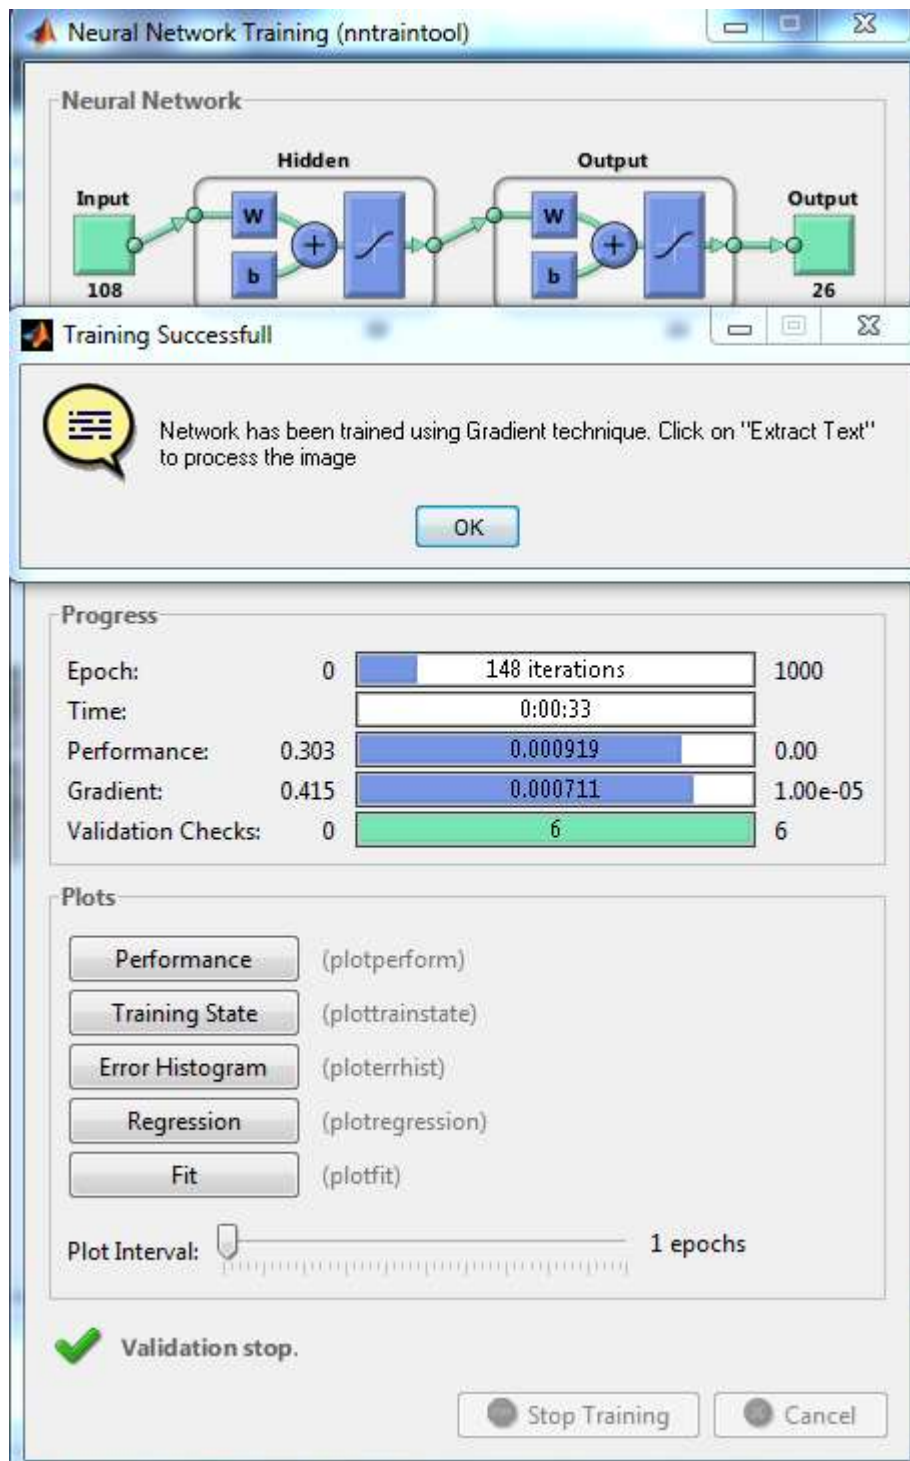 Neural Network Training (nntraintool)
Neural Network
Hidden Output
Input Output
W W
b b
108 26
Training Successfull
Network has been trained using Gradient technique. Click on "Extract Text"
to process the image
OK
Progress
Epoch: 0 148 iterations 1000
Time: 0:00:33
Performance: 0.303 0.000919 0.00
Gradient: 0.415 0.000711 1.00e-05
Validation Checks: 0 6 6
Plots
Performance (plotperform)
Training State (plottrainstate)
Error Histogram (ploterrhist)
Regression (plotregression)
Fit (plotfit)
Plot Interval: 1 epochs
Validation stop.
Stop Training Cancel